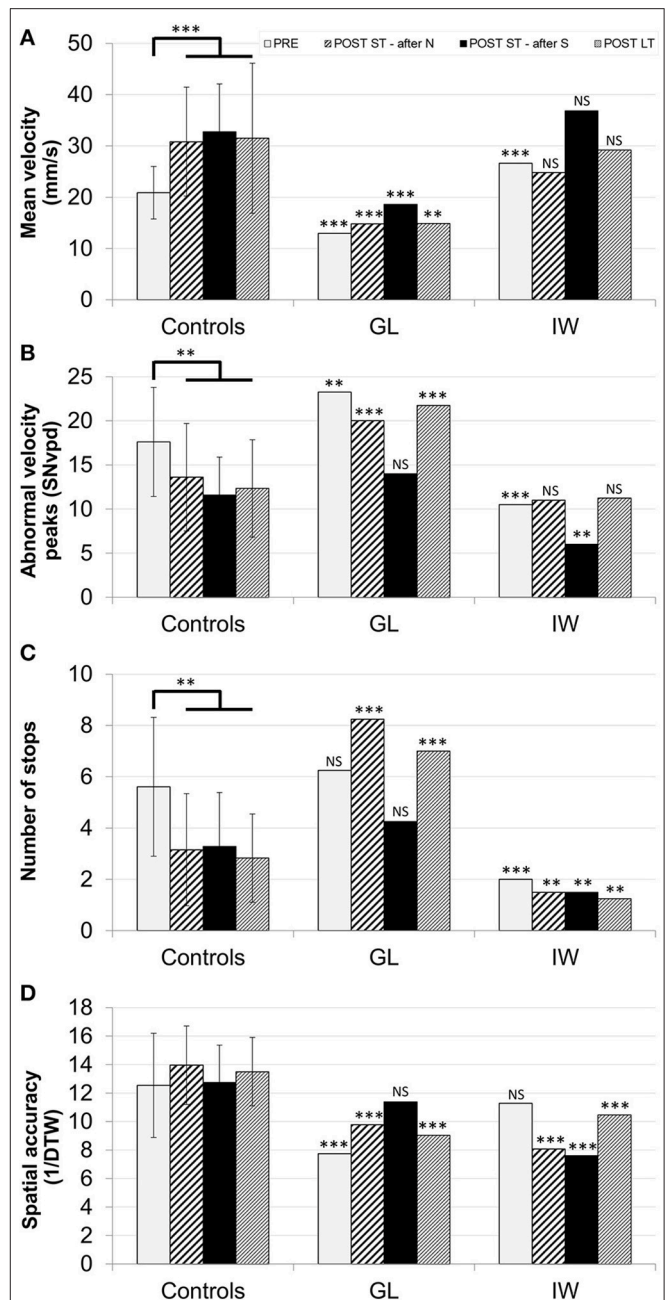 A
***
PRE POST ST - after N POST ST - after S POST LT
Mean velocity
(mm/s)
50
40
30
20
10
0
*** *** *** **
*** NS NS NS
Controls GL IW
B
**
Abnormal velocity
peaks (SNvpd)
25
20
15
10
5
0
** *** NS ***
*** NS ** NS
Controls GL IW
C
**
Number of stops
10
8
6
4
2
0
NS *** NS ***
*** ** ** **
Controls GL IW
D
Spatial accuracy
(1/DTW)
18
16
14
12
10
8
6
4
2
0
*** *** NS ***
NS *** *** ***
Controls GL IW